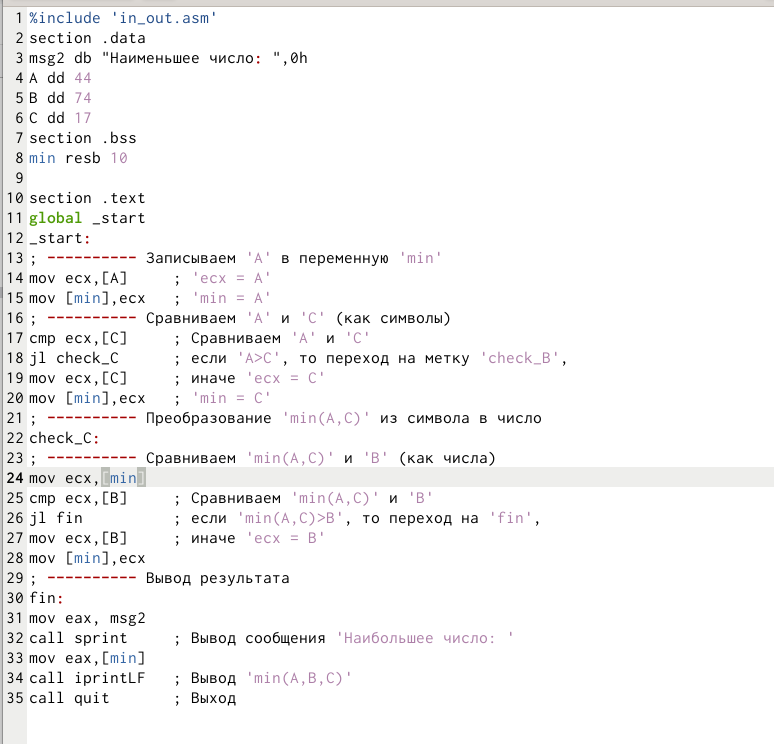 1 %include 'in_out.asm'
2 section .data
3 msg2 db "Наименьшее число: ",0h
4 A dd 44
5 B dd 74
6 C dd 17
7 section .bss
8 min resb 10
9
10 section .text
11 global _start
12 _start:
13 ; ---------- Записываем 'A' в переменную 'min'
14 mov ecx,[A]     ; 'ecx = A'
15 mov [min],ecx   ; 'min = A'
16 ; ---------- Сравниваем 'A' и 'C' (как символы)
17 cmp ecx,[C]     ; Сравниваем 'A' и 'C'
18 jl check_C      ; если 'A>C', то переход на метку 'check_B',
19 mov ecx,[C]     ; иначе 'ecx = C'
20 mov [min],ecx   ; 'min = C'
21 ; ---------- Преобразование 'min(A,C)' из символа в число
22 check_C:
23 ; ---------- Сравниваем 'min(A,C)' и 'B' (как числа)
24 mov ecx,[min]
25 cmp ecx,[B]     ; Сравниваем 'min(A,C)' и 'B'
26 jl fin          ; если 'min(A,C)>B', то переход на 'fin',
27 mov ecx,[B]     ; иначе 'ecx = B'
28 mov [min],ecx
29 ; ---------- Вывод результата
30 fin:
31 mov eax, msg2
32 call sprint     ; Вывод сообщения 'Наибольшее число: '
33 mov eax,[min]
34 call iprintLF   ; Вывод 'min(A,B,C)'
35 call quit       ; Выход